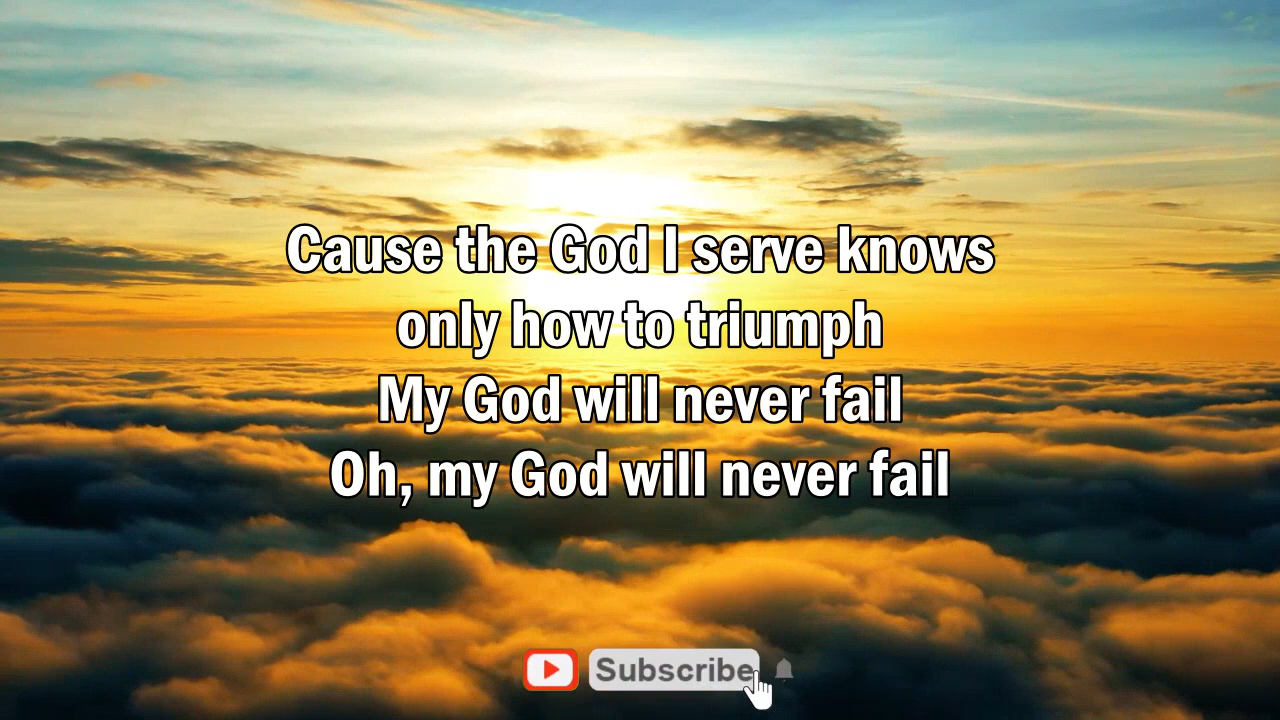 Cause the God I serve knows
only how to triumph
My God will never fail
Oh, my God will never fail
Subscribe